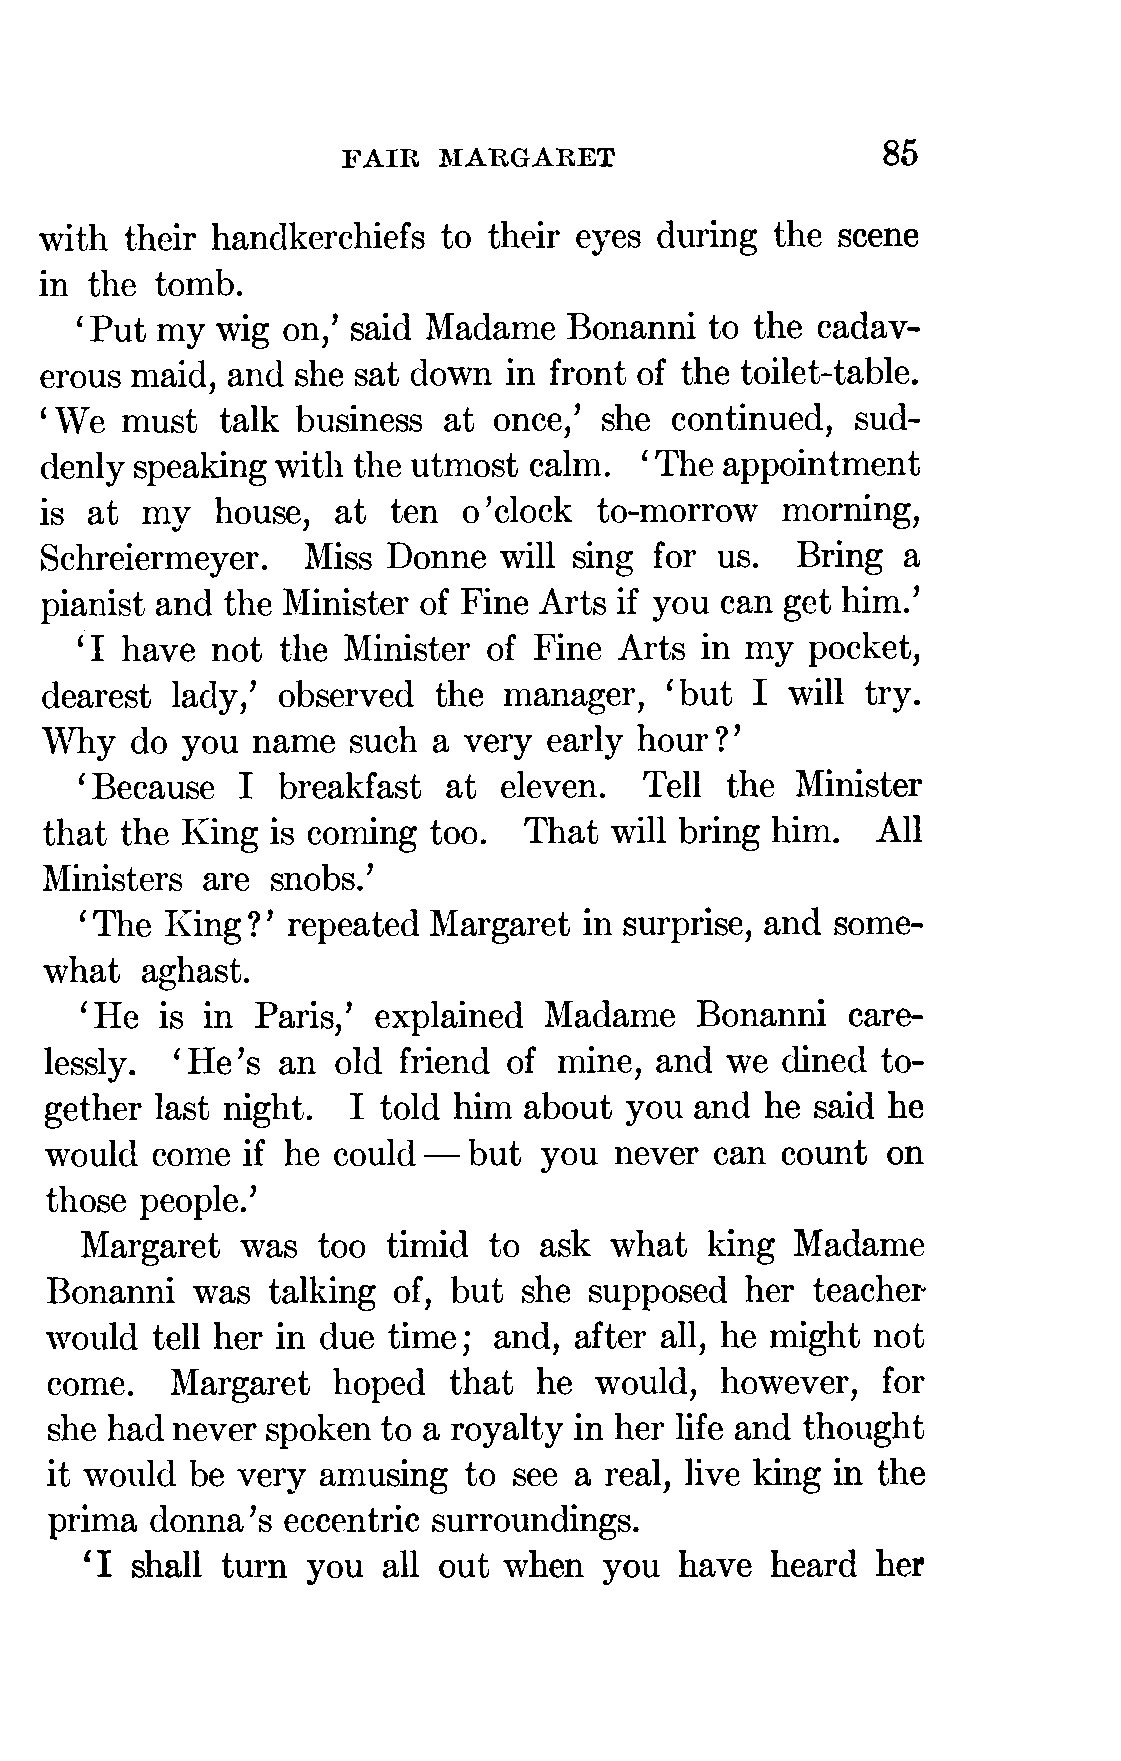 FAIR MARGARET 85
with their handkerchiefs to their eyes during the scene
in the tomb.
‘Put my wig on,’ said Madame Bonanni to the cadav-
erous maid, and she sat down in front of the toilet-table.
‘We must talk business at once,’ she continued, sud-
denly speaking with the utmost calm. ‘The appointment
is at my house, at ten o’clock to-morrow morning,
Schreiermeyer. Miss Donne will sing for us. Bring a
pianist and the Minister of Fine Arts if you can get him.’
‘I have not the Minister of Fine Arts in my pocket,
dearest lady,’ observed the manager, ‘but I will try.
Why do you name such a very early hour?’
‘Because I breakfast at eleven. Tell the Minister
that the King is coming too. That will bring him. All
Ministers are snobs.’
‘The King?’ repeated Margaret in surprise, and some-
what aghast.
‘He is in Paris,’ explained Madame Bonanni care-
lessly. ‘He’s an old friend of mine, and we dined to-
gether last night. I told him about you and he said he
would come if he could — but you never can count on
those people.’
Margaret was too timid to ask what king Madame
Bonanni was talking of, but she supposed her teacher
would tell her in due time; and, after all, he might not
come. Margaret hoped that he would, however, for
she had never spoken to a royalty in her life and thought
it would be very amusing to see a real, live king in the
prima donna’s eccentric surroundings.
‘I shall turn you all out when you have heard her